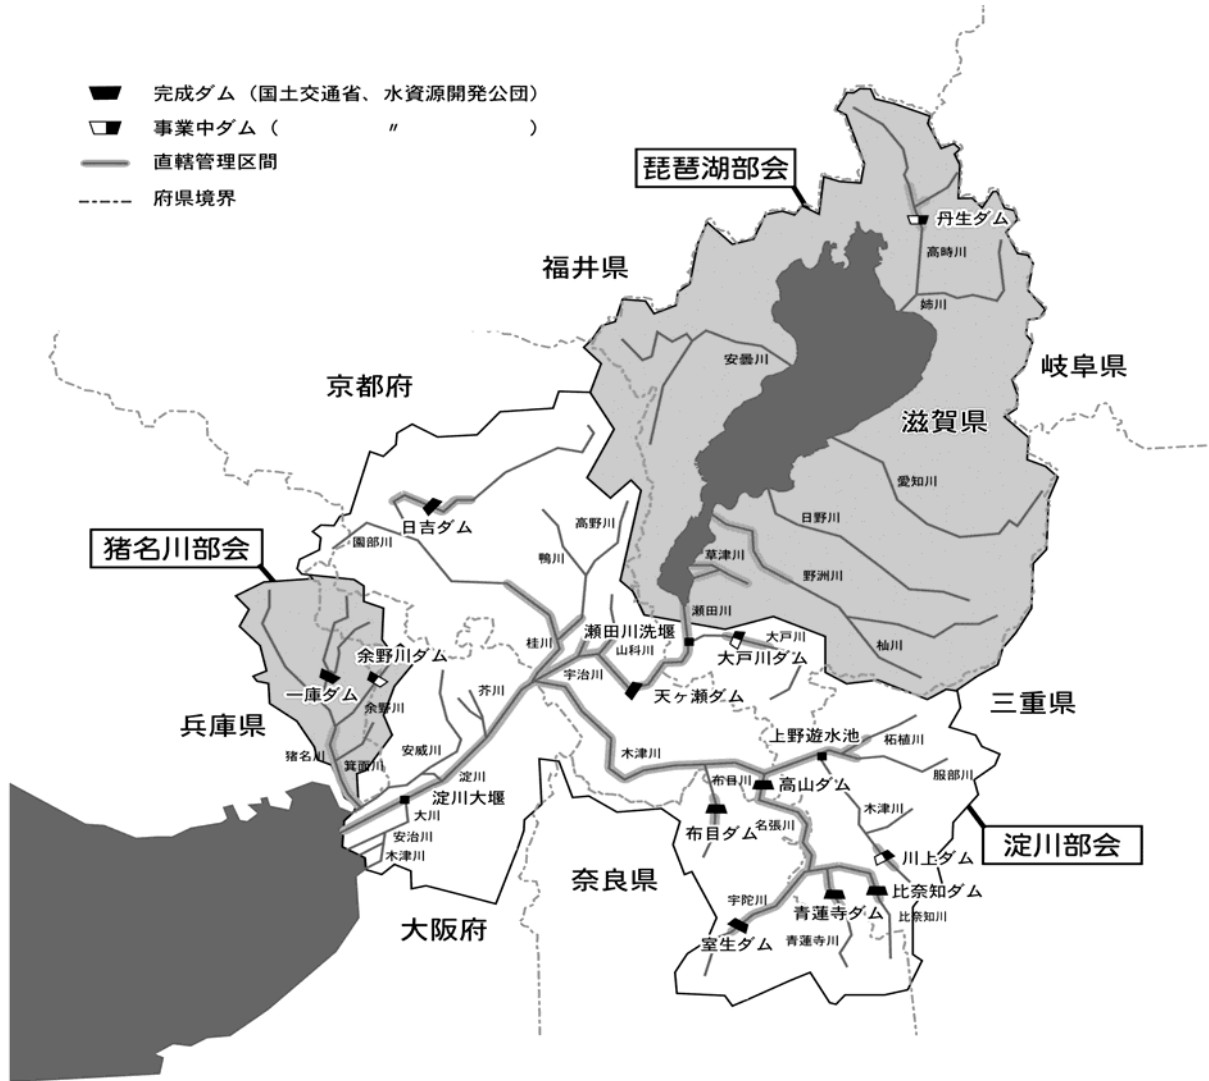 完成ダム（国土交通省、水資源開発公団）
事業中ダム（　　　　　〃　　　　　　）
直轄管理区間
府県境界
琵琶湖部会
丹生ダム
高時川
福井県
姉川
安曇川
岐阜県
京都府
滋賀県
愛知川
日吉ダム
高野川
日野川
園部川
猪名川部会
鴨川
草津川
野洲川
瀬田川
瀬田川洗堰
大戸川
桂川
山科川
杣川
余野川ダム
大戸川ダム
宇治川
一庫ダム
芥川
天ヶ瀬ダム
三重県
余野川
兵庫県
上野遊水池
柘植川
猪名川
安威川
木津川
箕面川
淀川
布目川
高山ダム
服部川
淀川大堰
大川
木津川
名張川
安治川
布目ダム
淀川部会
木津川
川上ダム
奈良県
比奈知ダム
宇陀川
青蓮寺ダム
比奈知川
大阪府
室生ダム
青蓮寺川